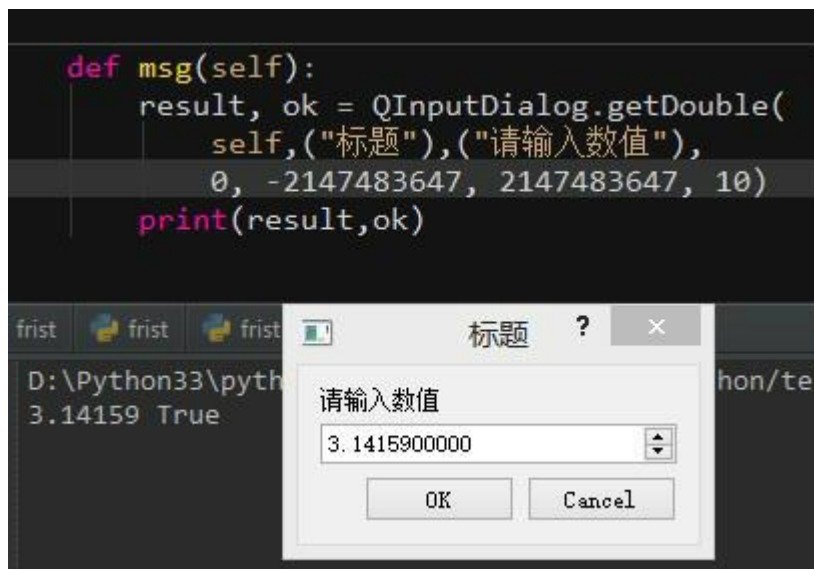 def msg(self):
result, ok = QInputDialog.getDouble(
self,("标题"),("请输入数值"),
0, -2147483647, 2147483647, 10)
print(result,ok)
frist frist frist
标题 ? ×
D:\Python33\pyth hon/te
3.14159 True
请输入数值
3.1415900000
OK Cancel